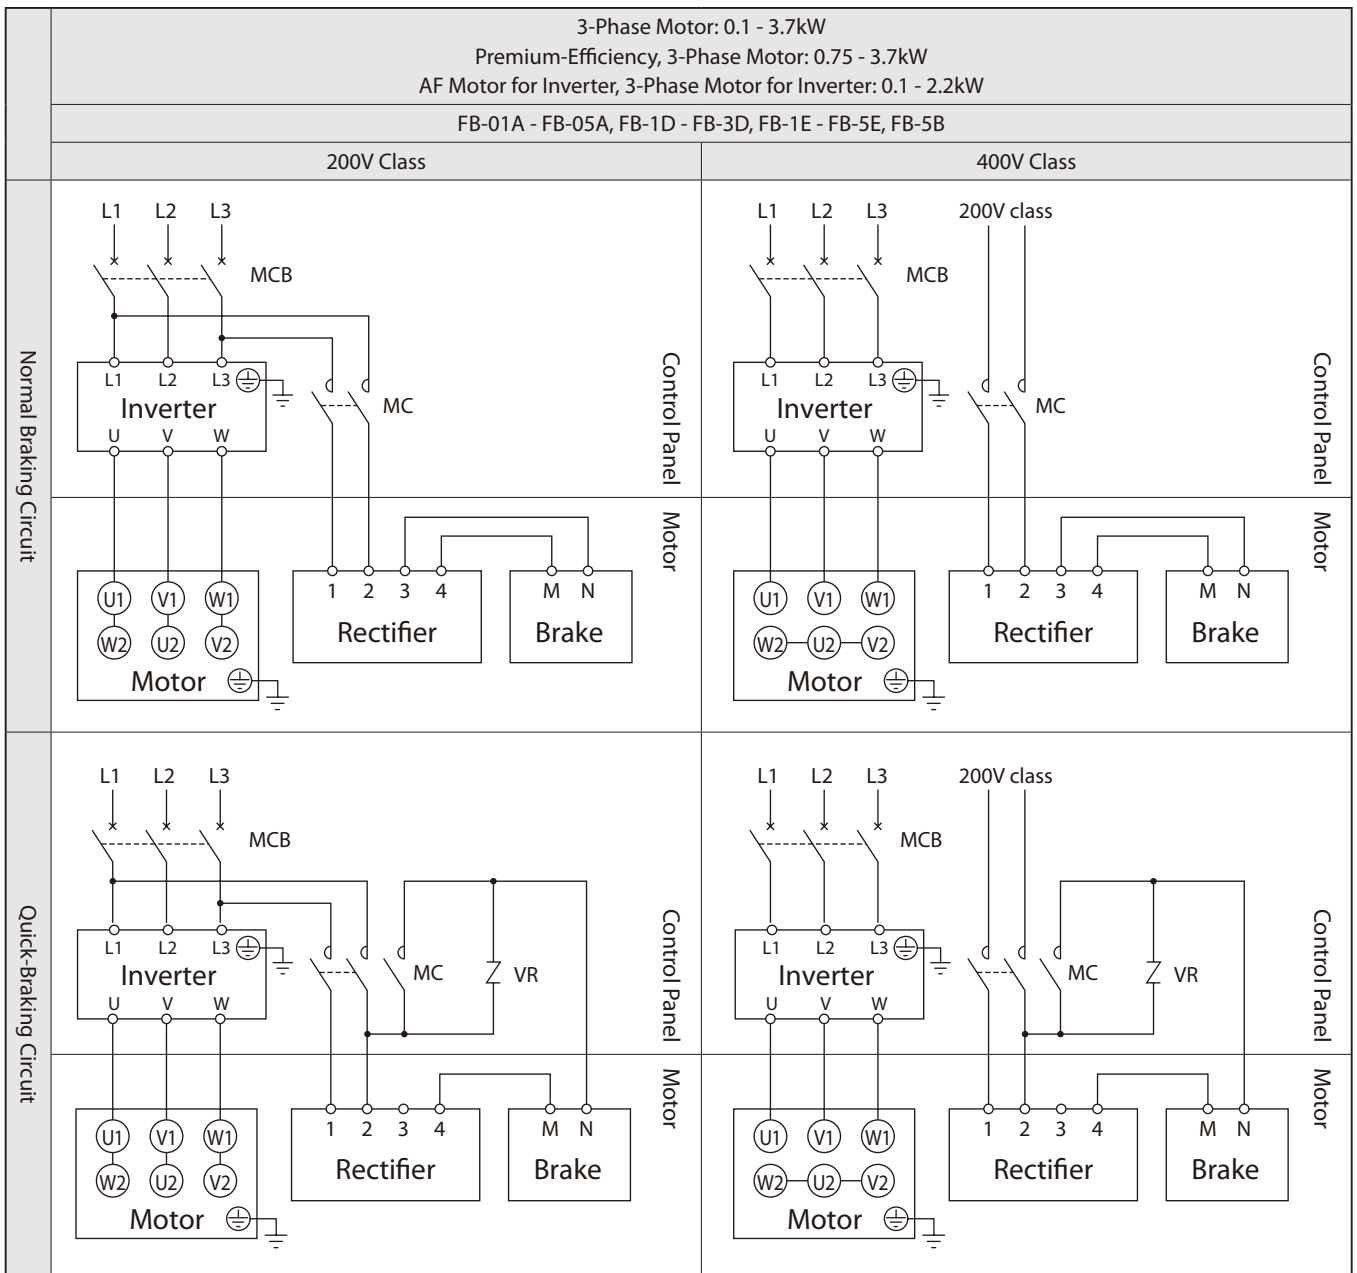 3-Phase Motor: 0.1 - 3.7kW
Premium-Efficiency, 3-Phase Motor: 0.75 - 3.7kW
AF Motor for Inverter, 3-Phase Motor for Inverter: 0.1 - 2.2kW
FB-01A - FB-05A, FB-1D - FB-3D, FB-1E - FB-5E, FB-5B
200V Class
400V Class
Normal Braking Circuit
L1 L2 L3
MCB
L1 L2 L3
Inverter
U V W
MC
Control Panel
Motor
U1 V1 W1
W2 U2 V2
Motor
1 2 3 4
Rectifier
M N
Brake
L1 L2 L3
200V class
MCB
L1 L2 L3
Inverter
U V W
MC
Control Panel
Motor
U1 V1 W1
W2 U2 V2
Motor
1 2 3 4
Rectifier
M N
Brake
Quick-Braking Circuit
L1 L2 L3
MCB
L1 L2 L3
Inverter
U V W
MC
VR
Control Panel
Motor
U1 V1 W1
W2 U2 V2
Motor
1 2 3 4
Rectifier
M N
Brake
L1 L2 L3
200V class
MCB
L1 L2 L3
Inverter
U V W
MC
VR
Control Panel
Motor
U1 V1 W1
W2 U2 V2
Motor
1 2 3 4
Rectifier
M N
Brake